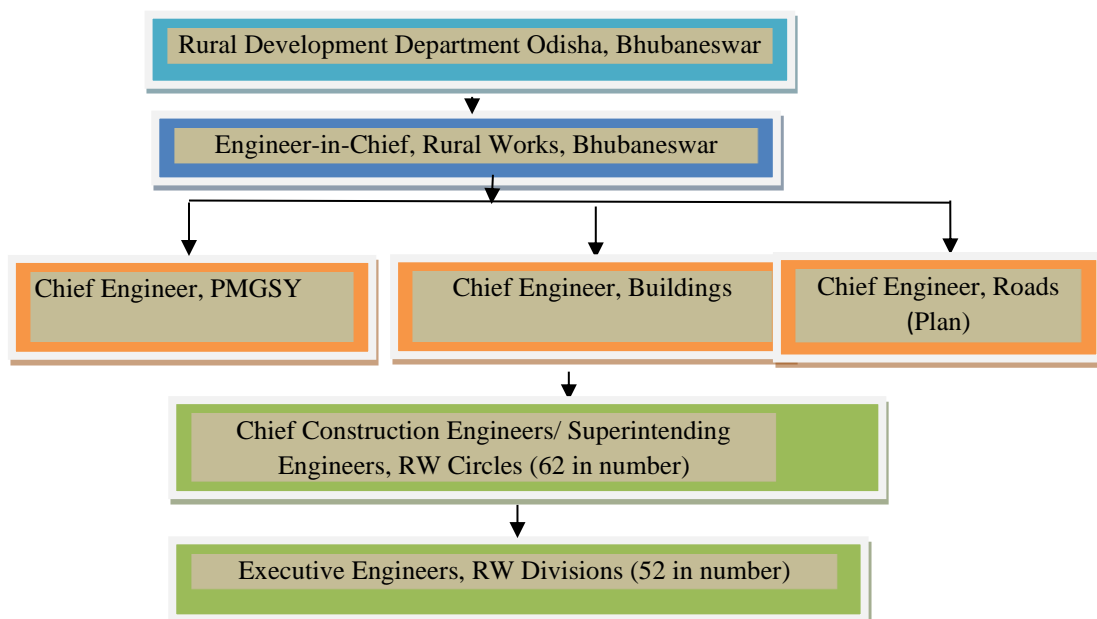 Rural Development Department Odisha, Bhubaneswar
Engineer-in-Chief, Rural Works, Bhubaneswar
Chief Engineer, PMGSY
Chief Engineer, Buildings
Chief Engineer, Roads
(Plan)
Chief Construction Engineers/ Superintending
Engineers, RW Circles (62 in number)
Executive Engineers, RW Divisions (52 in number)